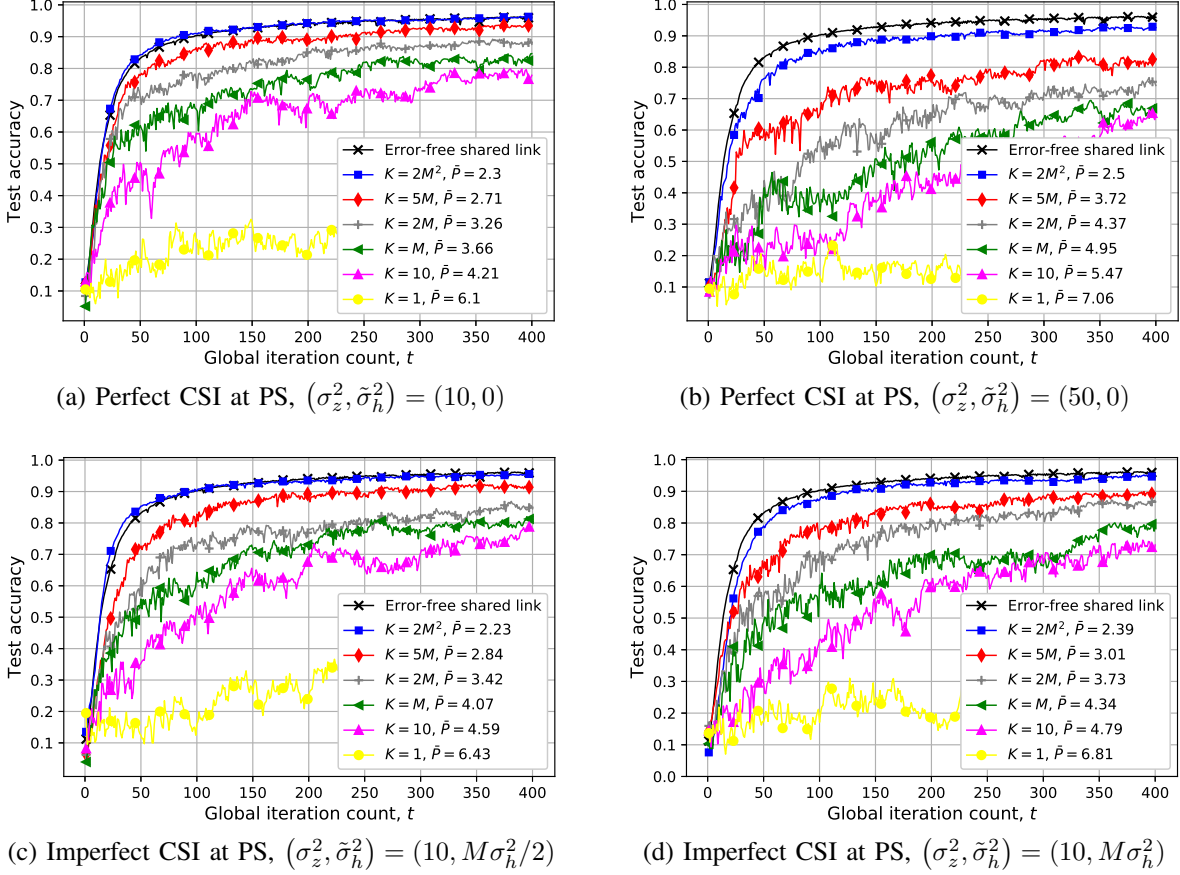 1.0
0.9
0.8
0.7
0.6
0.5
0.4
0.3
0.2
0.1
Test accuracy
Error-free shared link
K = 2M², P̄ = 2.3
K = 5M, P̄ = 2.71
K = 2M, P̄ = 3.26
K = M, P̄ = 3.66
K = 10, P̄ = 4.21
K = 1, P̄ = 6.1
0 50 100 150 200 250 300 350 400
Global iteration count, t
(a) Perfect CSI at PS, (σ_z², σ̃_h²) = (10, 0)
1.0
0.9
0.8
0.7
0.6
0.5
0.4
0.3
0.2
0.1
Test accuracy
Error-free shared link
K = 2M², P̄ = 2.5
K = 5M, P̄ = 3.72
K = 2M, P̄ = 4.37
K = M, P̄ = 4.95
K = 10, P̄ = 5.47
K = 1, P̄ = 7.06
0 50 100 150 200 250 300 350 400
Global iteration count, t
(b) Perfect CSI at PS, (σ_z², σ̃_h²) = (50, 0)
1.0
0.9
0.8
0.7
0.6
0.5
0.4
0.3
0.2
0.1
Test accuracy
Error-free shared link
K = 2M², P̄ = 2.23
K = 5M, P̄ = 2.84
K = 2M, P̄ = 3.42
K = M, P̄ = 4.07
K = 10, P̄ = 4.59
K = 1, P̄ = 6.43
0 50 100 150 200 250 300 350 400
Global iteration count, t
(c) Imperfect CSI at PS, (σ_z², σ̃_h²) = (10, Mσ_h²/2)
1.0
0.9
0.8
0.7
0.6
0.5
0.4
0.3
0.2
0.1
0.0
Test accuracy
Error-free shared link
K = 2M², P̄ = 2.39
K = 5M, P̄ = 3.01
K = 2M, P̄ = 3.73
K = M, P̄ = 4.34
K = 10, P̄ = 4.79
K = 1, P̄ = 6.81
0 50 100 150 200 250 300 350 400
Global iteration count, t
(d) Imperfect CSI at PS, (σ_z², σ̃_h²) = (10, Mσ_h²)